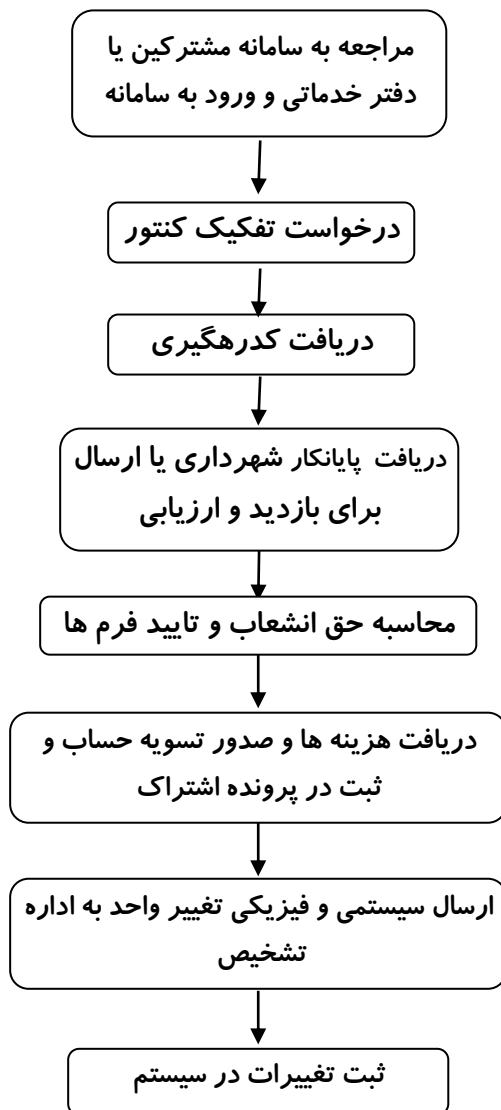 مراجعه به سامانه مشترکین یا
دفتر خدماتی و ورود به سامانه
درخواست تفکیک کنتور
دریافت کدرهگیری
دریافت پایانکار شهرداری یا ارسال
برای بازدید و ارزیابی
محاسبه حق انشعاب و تایید فرم ها
دریافت هزینه ها و صدور تسویه حساب و
ثبت در پرونده اشتراک
ارسال سیستمی و فیزیکی تغییر واحد به اداره
تشخیص
ثبت تغییرات در سیستم